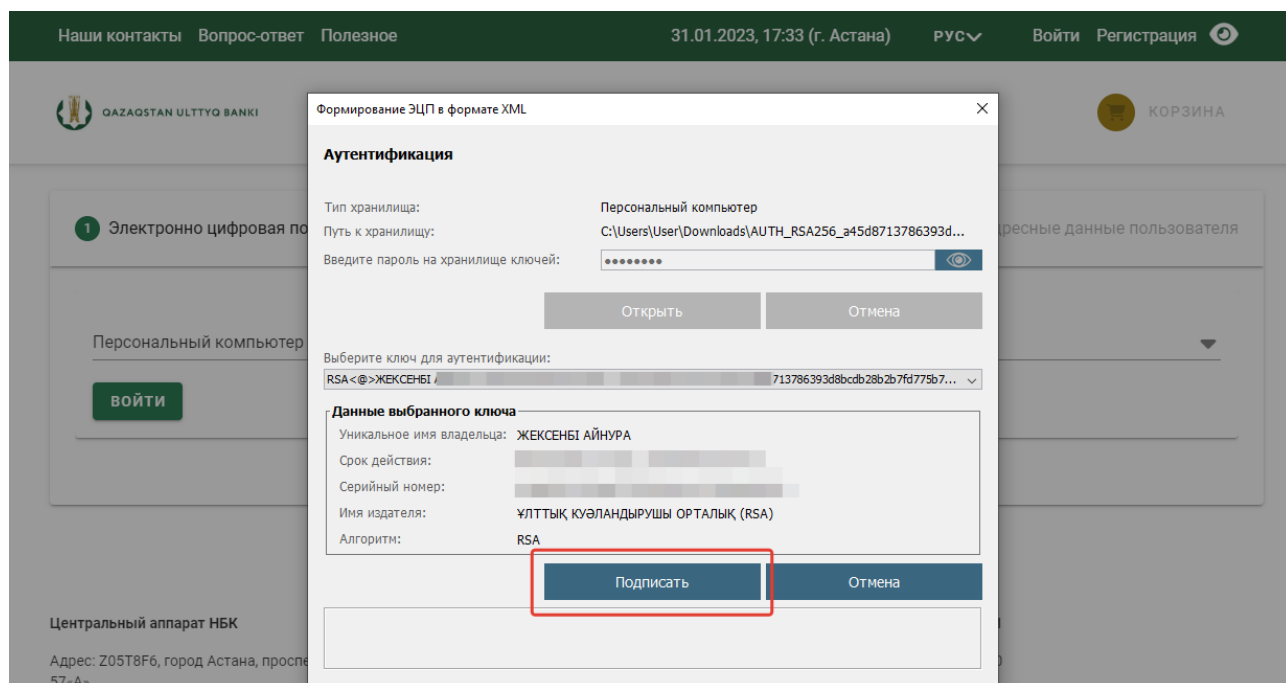 Наши контакты Вопрос-ответ Полезное 31.01.2023, 17:33 (г. Астана) РУС Войти Регистрация
QAZAQSTAN ULTTYQ BANKI
КОРЗИНА
Формирование ЭЦП в формате XML
Аутентификация
Тип хранилища: Персональный компьютер
Путь к хранилищу: C:\Users\User\Downloads\AUTH_RSA256_a45d8713786393d...
Введите пароль на хранилище ключей: ••••••••
Открыть Отмена
1 Электронно цифровая по
ресные данные пользователя
Персональный компьютер
ВОЙТИ
Выберите ключ для аутентификации:
RSA<@>ЖЕКСЕНБІ 713786393d8bcdb28b2b7fd775b7...
Данные выбранного ключа
Уникальное имя владельца: ЖЕКСЕНБІ АЙНУРА
Срок действия:
Серийный номер:
Имя издателя: ҰЛТТЫҚ КУӘЛАНДЫРУШЫ ОРТАЛЫҚ (RSA)
Алгоритм: RSA
Подписать Отмена
Центральный аппарат НБК
Адрес: Z05T8F6, город Астана, проспе
57«А»